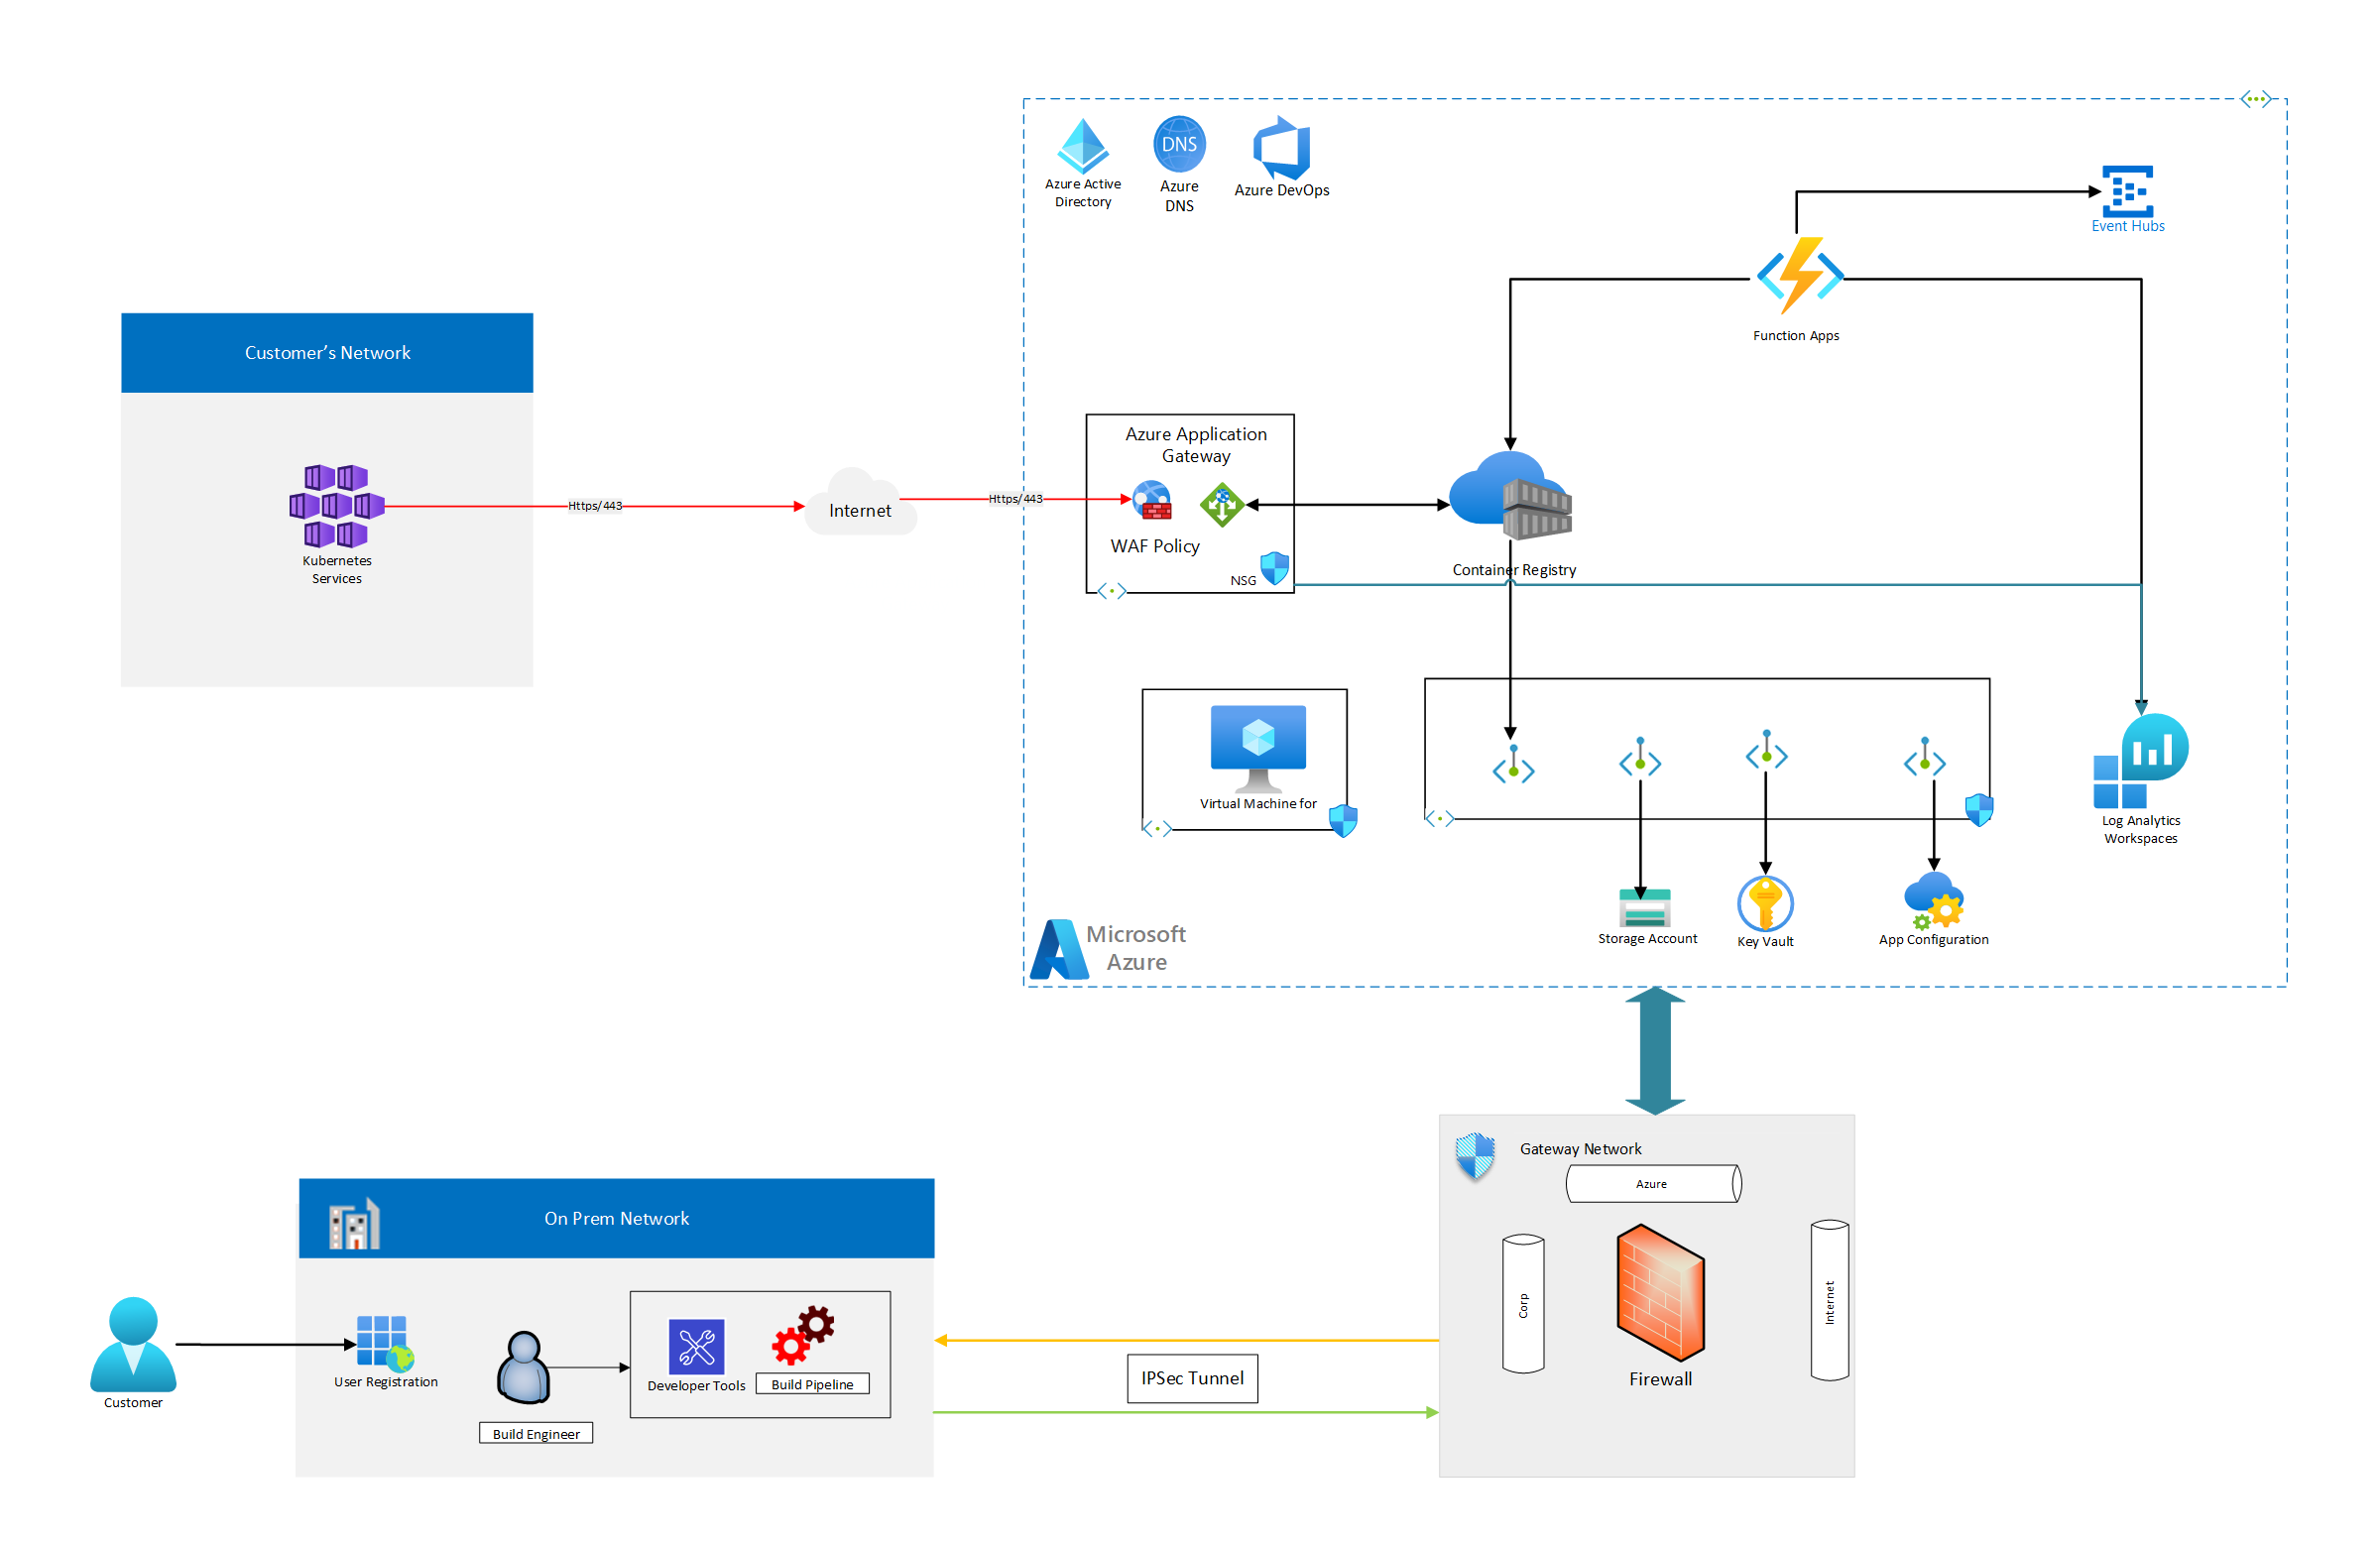 Azure Active
Directory
DNS
Azure
DNS
Azure DevOps
Event Hubs
Function Apps
Customer’s Network
Kubernetes
Services
Https/443
Internet
Https/443
Azure Application
Gateway
WAF Policy
NSG
Container Registry
Virtual Machine for
Log Analytics
Workspaces
Storage Account
Key Vault
App Configuration
Microsoft
Azure
Gateway Network
Azure
Corp
Internet
Firewall
On Prem Network
Customer
User Registration
Build Engineer
Developer Tools
Build Pipeline
IPSec Tunnel